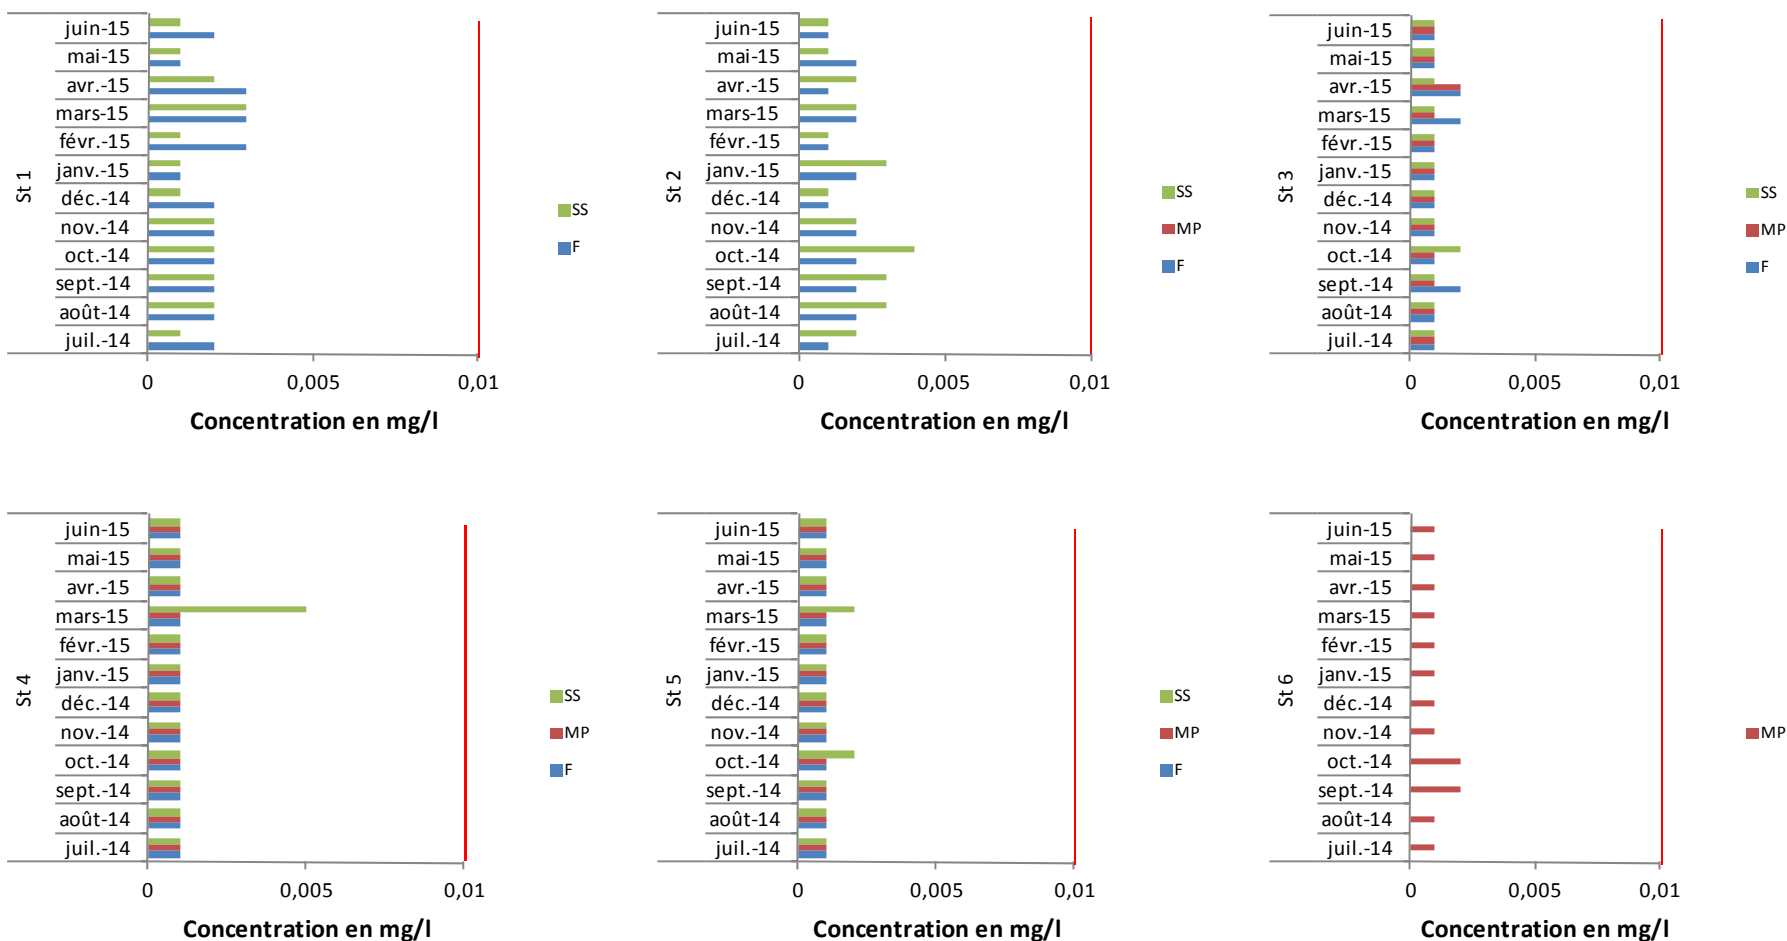 St 1
juin-15
mai-15
avr.-15
mars-15
févr.-15
janv.-15
déc.-14
nov.-14
oct.-14
sept.-14
août-14
juil.-14
0 0,005 0,01
Concentration en mg/l
SS
F
St 2
juin-15
mai-15
avr.-15
mars-15
févr.-15
janv.-15
déc.-14
nov.-14
oct.-14
sept.-14
août-14
juil.-14
0 0,005 0,01
Concentration en mg/l
SS
MP
F
St 3
juin-15
mai-15
avr.-15
mars-15
févr.-15
janv.-15
déc.-14
nov.-14
oct.-14
sept.-14
août-14
juil.-14
0 0,005 0,01
Concentration en mg/l
SS
MP
F
St 4
juin-15
mai-15
avr.-15
mars-15
févr.-15
janv.-15
déc.-14
nov.-14
oct.-14
sept.-14
août-14
juil.-14
0 0,005 0,01
Concentration en mg/l
SS
MP
F
St 5
juin-15
mai-15
avr.-15
mars-15
févr.-15
janv.-15
déc.-14
nov.-14
oct.-14
sept.-14
août-14
juil.-14
0 0,005 0,01
Concentration en mg/l
SS
MP
F
St 6
juin-15
mai-15
avr.-15
mars-15
févr.-15
janv.-15
déc.-14
nov.-14
oct.-14
sept.-14
août-14
juil.-14
0 0,005 0,01
Concentration en mg/l
MP